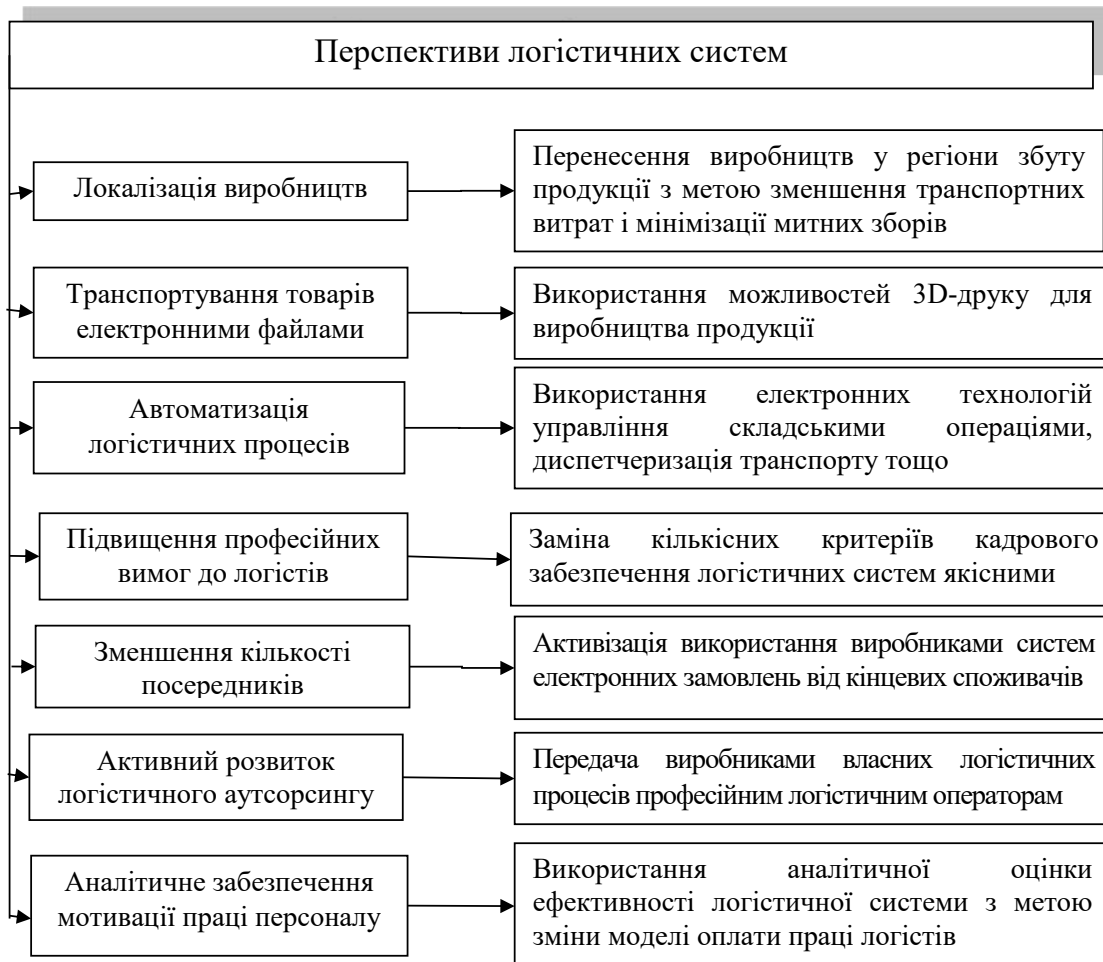 Перспективи логістичних систем
Локалізація виробництв
Перенесення виробництв у регіони збуту
продукції з метою зменшення транспортних
витрат і мінімізації митних зборів
Транспортування товарів
електронними файлами
Використання можливостей 3D-друку для
виробництва продукції
Автоматизація
логістичних процесів
Використання електронних технологій
управління складськими операціями,
диспетчеризація транспорту тощо
Підвищення професійних
вимог до логістів
Заміна кількісних критеріїв кадрового
забезпечення логістичних систем якісними
Зменшення кількості
посередників
Активізація використання виробниками систем
електронних замовлень від кінцевих споживачів
Активний розвиток
логістичного аутсорсингу
Передача виробниками власних логістичних
процесів професійним логістичним операторам
Аналітичне забезпечення
мотивації праці персоналу
Використання аналітичної оцінки
ефективності логістичної системи з метою
зміни моделі оплати праці логістів